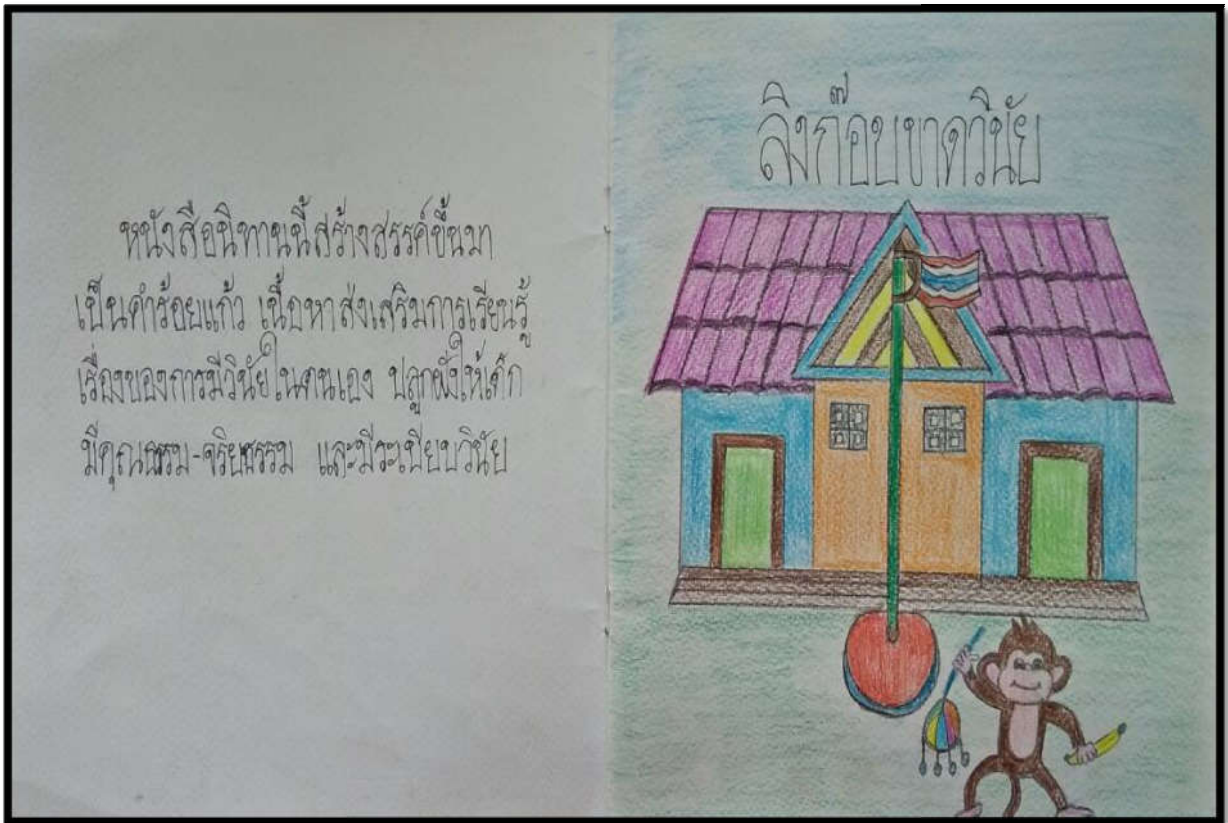 หนังสือนิทานนี้สร้างสรรค์ขึ้นมา
เป็นคำร้อยแก้ว เนื้อหาส่งเสริมการเรียนรู้
เรื่องของการมีวินัยในตนเอง ปลูกฝังให้เด็ก
มีคุณธรรม-จริยธรรม และมีระเบียบวินัย
ลิงก๊อบขาดวินัย